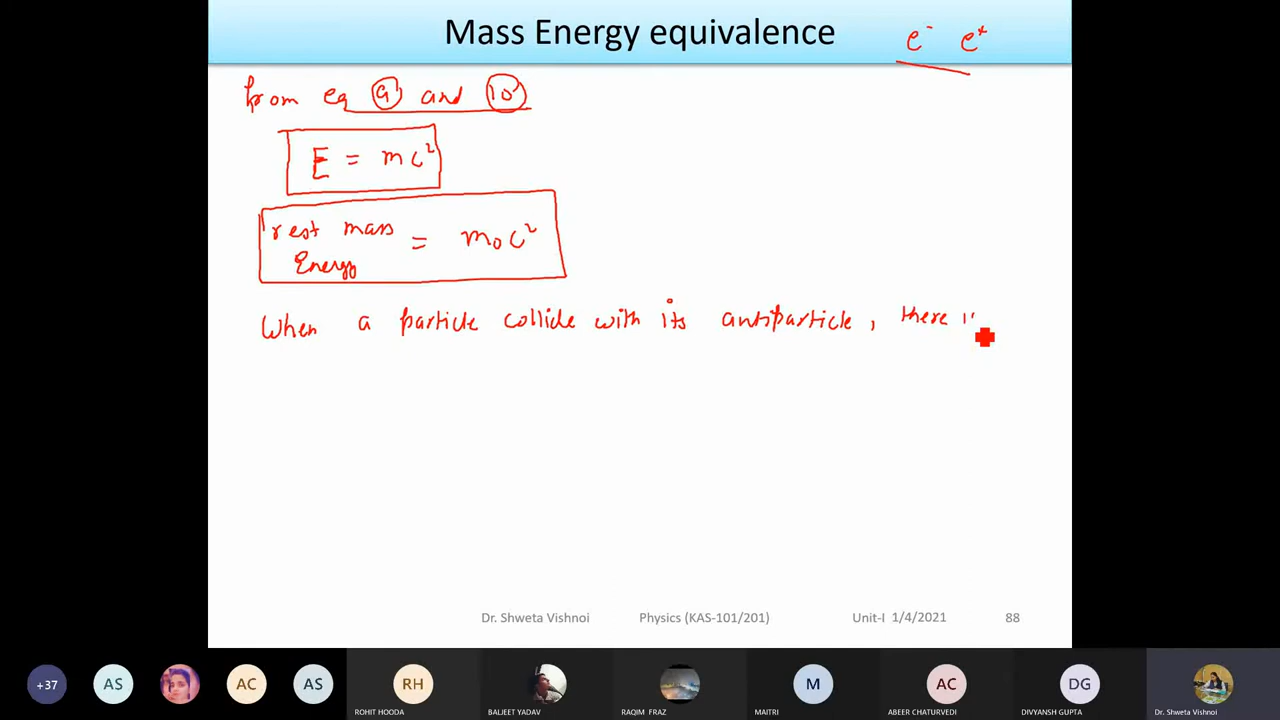 Mass Energy equivalence
e⁻ e⁺
from eq 9 and 10
E = mc²
rest mass Energy = m₀c²
When a particle collide with its antiparticle, there i
Dr. Shweta Vishnoi Physics (KAS-101/201) Unit-I 1/4/2021 88
+37 AS AC AS RH M AC DG
ROHIT HOODA BALJEET YADAV RAQIM FRAZ MAITRI ABEER CHATURVEDI DIVYANSH GUPTA Dr. Shweta Vishnoi